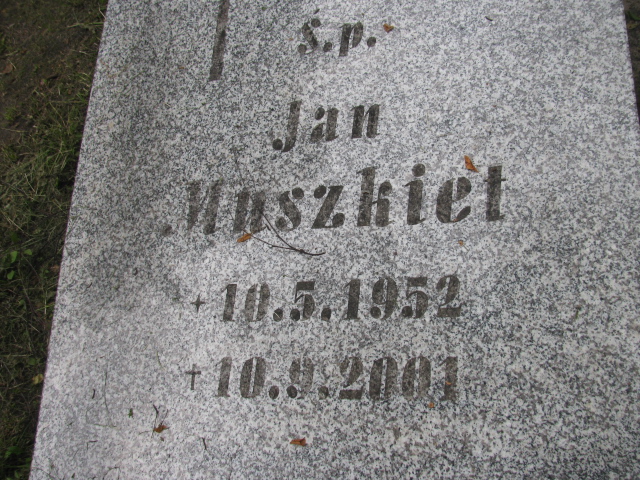 ś.p.
Jan
Muszkiet
+ 10.5.1952
† 10.9.2001